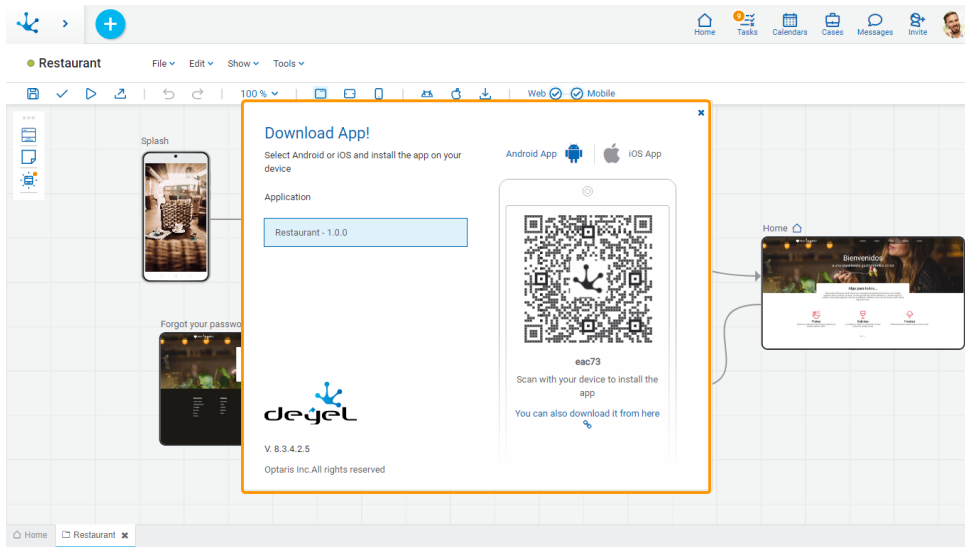 Home
9
Tasks
Calendars
Cases
Messages
Invite
Restaurant
File
Edit
Show
Tools
100 %
Web
Mobile
Splash
Download App!
Select Android or iOS and install the app on your
device
Application
Restaurant - 1.0.0
Android App
iOS App
eac73
Scan with your device to install the
app
You can also download it from here
deyel
V. 8.3.4.2.5
Optaris Inc.All rights reserved
Forgot your passwo
Home
Bienvenidos
Home
Restaurant